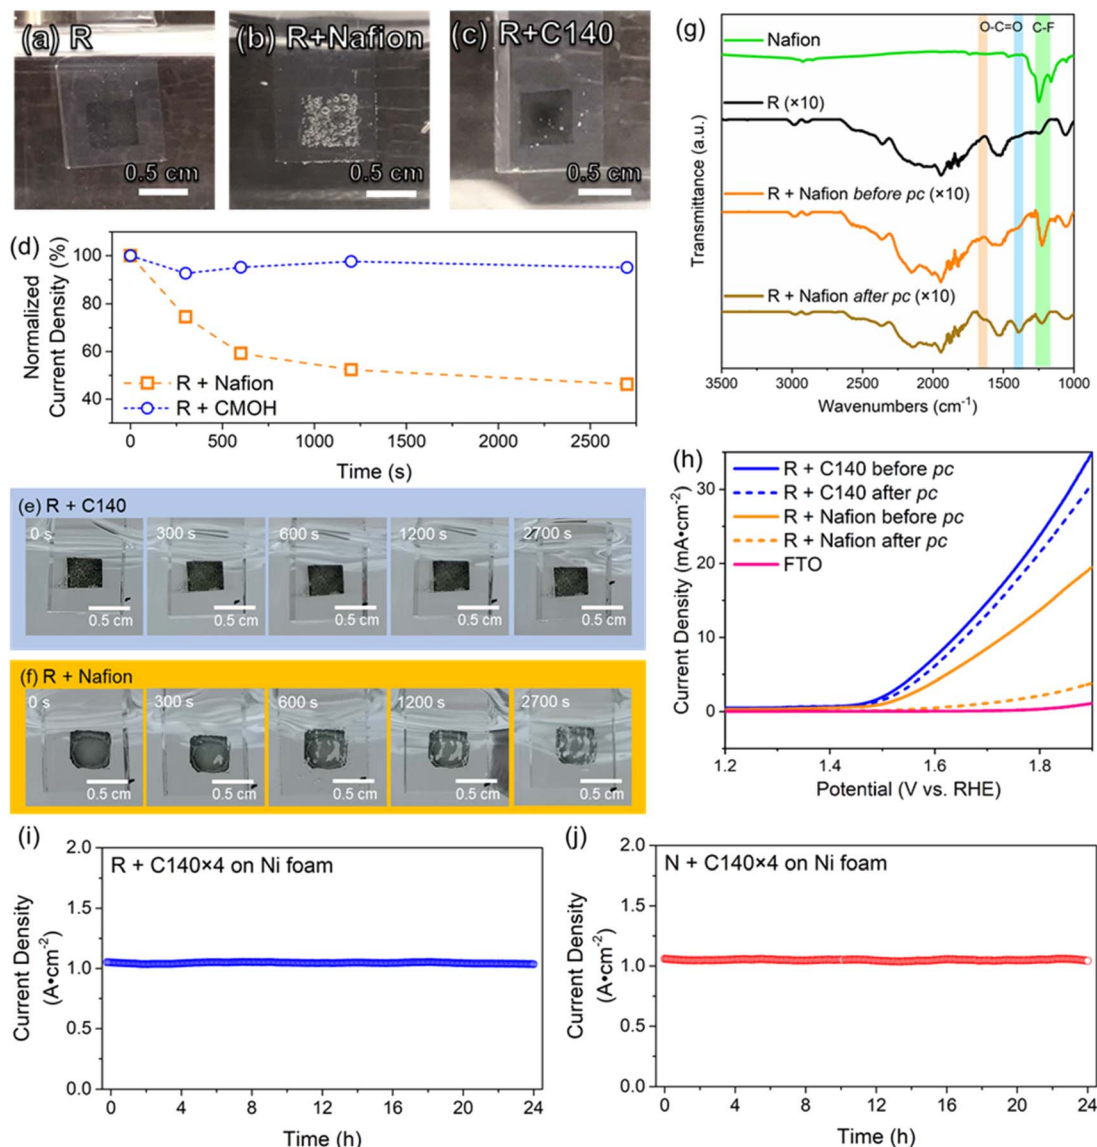 (a) R
0.5 cm
(b) R+Nafion
0.5 cm
(c) R+C140
0.5 cm
(d)
Normalized
Current Density (%)
100
80
60
40
R + Nafion
R + CMOH
0
500
1000
1500
2000
2500
Time (s)
(e) R + C140
0 s
300 s
600 s
1200 s
2700 s
0.5 cm
0.5 cm
0.5 cm
0.5 cm
0.5 cm
(f) R + Nafion
0 s
300 s
600 s
1200 s
2700 s
0.5 cm
0.5 cm
0.5 cm
0.5 cm
0.5 cm
(g)
O-C=O
C-F
Nafion
R (×10)
R + Nafion before pc (×10)
R + Nafion after pc (×10)
Transmittance (a.u.)
3500
3000
2500
2000
1500
1000
Wavenumbers (cm⁻¹)
(h)
R + C140 before pc
R + C140 after pc
R + Nafion before pc
R + Nafion after pc
FTO
Current Density (mA•cm⁻²)
30
20
10
0
1.2
1.4
1.6
1.8
Potential (V vs. RHE)
(i)
R + C140×4 on Ni foam
Current Density
(A•cm⁻²)
2.0
1.5
1.0
0.5
0.0
0
4
8
12
16
20
24
Time (h)
(j)
N + C140×4 on Ni foam
Current Density
(A•cm⁻²)
2.0
1.5
1.0
0.5
0.0
0
4
8
12
16
20
24
Time (h)